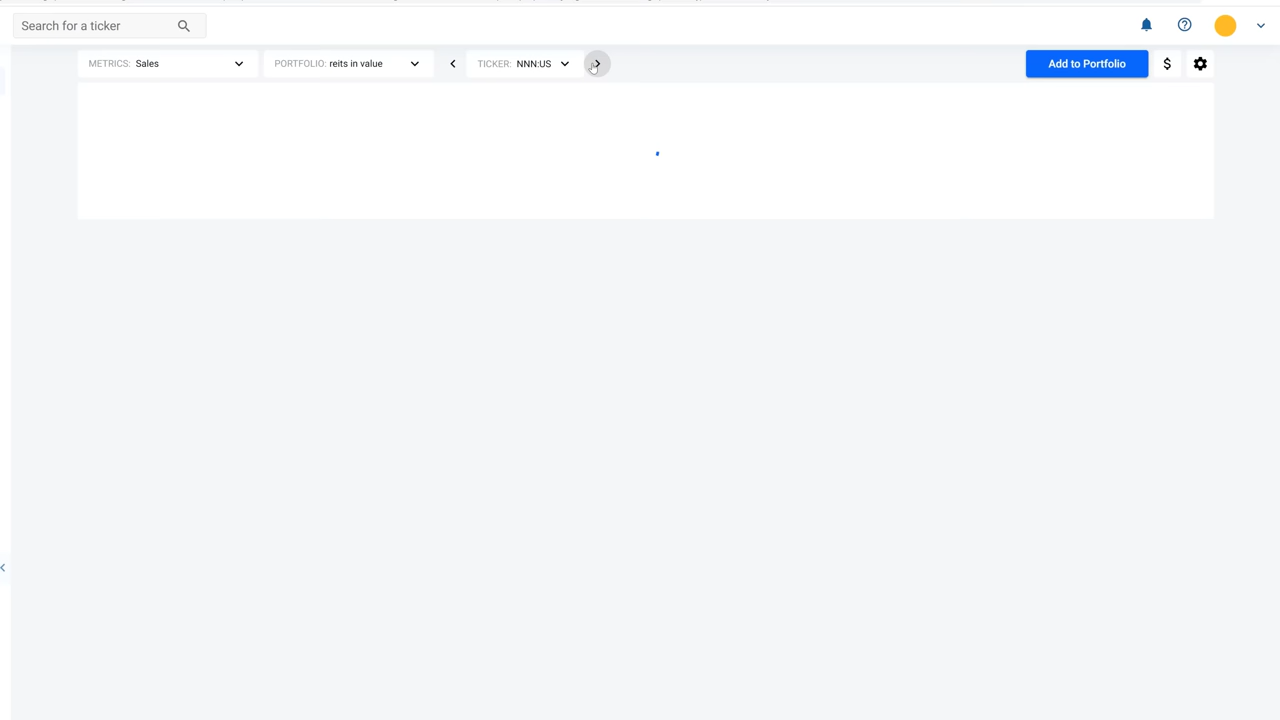 Search for a ticker
METRICS: Sales
PORTFOLIO: reits in value
TICKER: NNN:US
Add to Portfolio
$